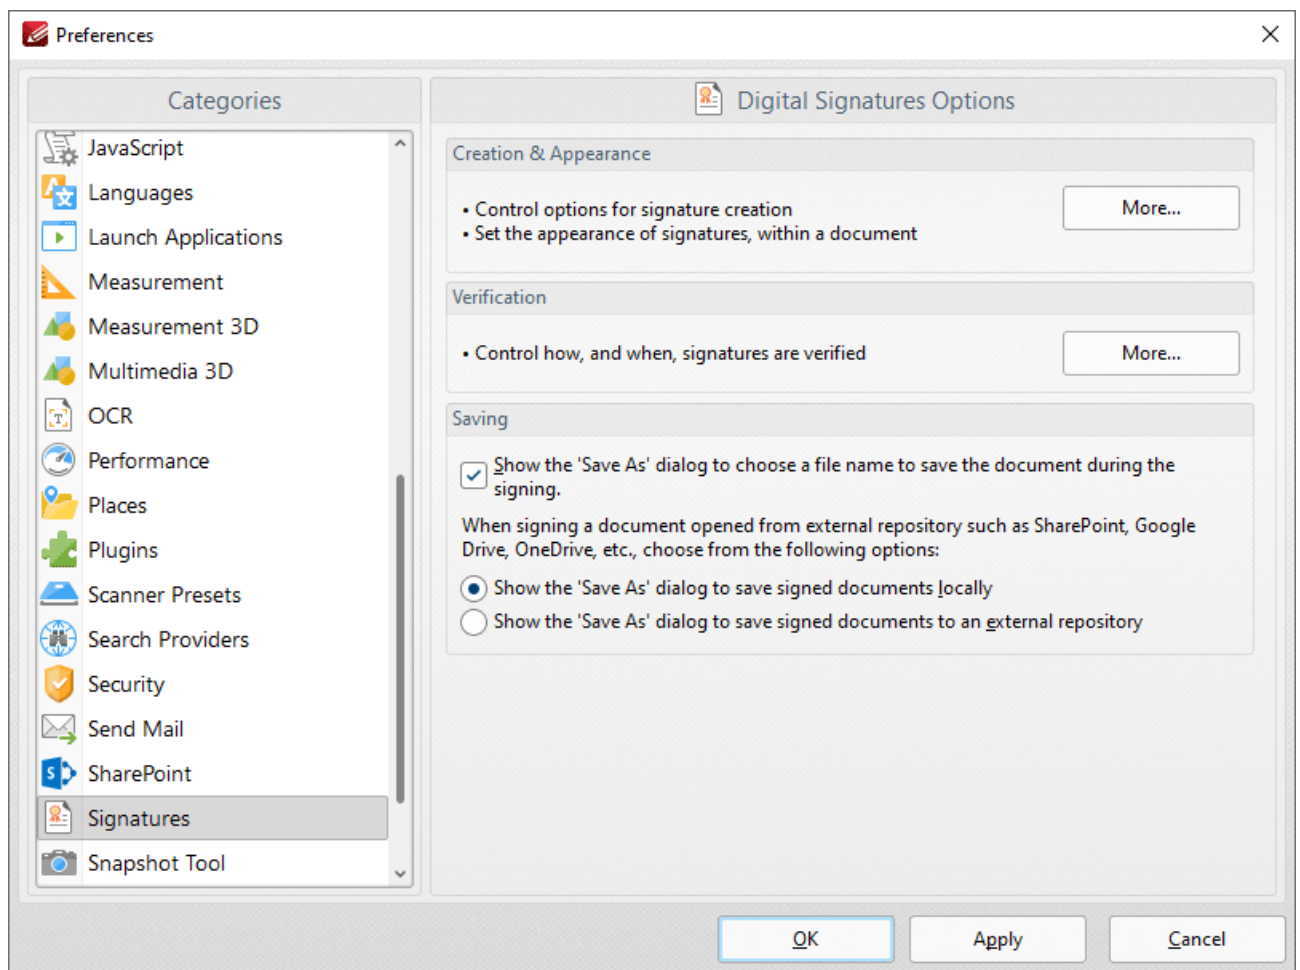 Preferences
Categories
JavaScript
Languages
Launch Applications
Measurement
Measurement 3D
Multimedia 3D
OCR
Performance
Places
Plugins
Scanner Presets
Search Providers
Security
Send Mail
SharePoint
Signatures
Snapshot Tool
Digital Signatures Options
Creation & Appearance
• Control options for signature creation
• Set the appearance of signatures, within a document
More...
Verification
• Control how, and when, signatures are verified
More...
Saving
Show the 'Save As' dialog to choose a file name to save the document during the
signing.
When signing a document opened from external repository such as SharePoint, Google
Drive, OneDrive, etc., choose from the following options:
Show the 'Save As' dialog to save signed documents locally
Show the 'Save As' dialog to save signed documents to an external repository
OK
Apply
Cancel